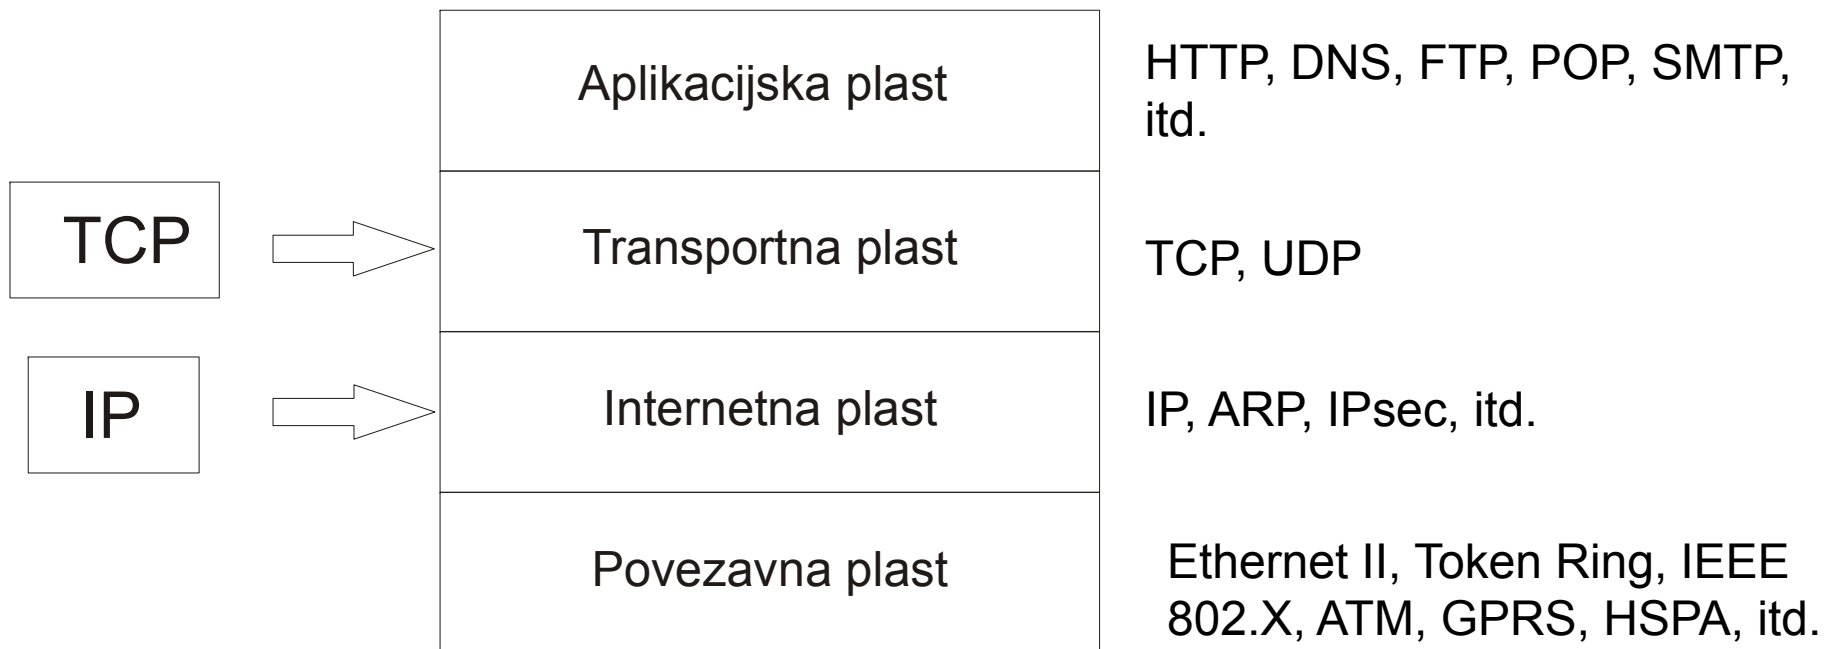 Aplikacijska plast
HTTP, DNS, FTP, POP, SMTP,
itd.
TCP
Transportna plast
TCP, UDP
IP
Internetna plast
IP, ARP, IPsec, itd.
Povezavna plast
Ethernet II, Token Ring, IEEE
802.X, ATM, GPRS, HSPA, itd.